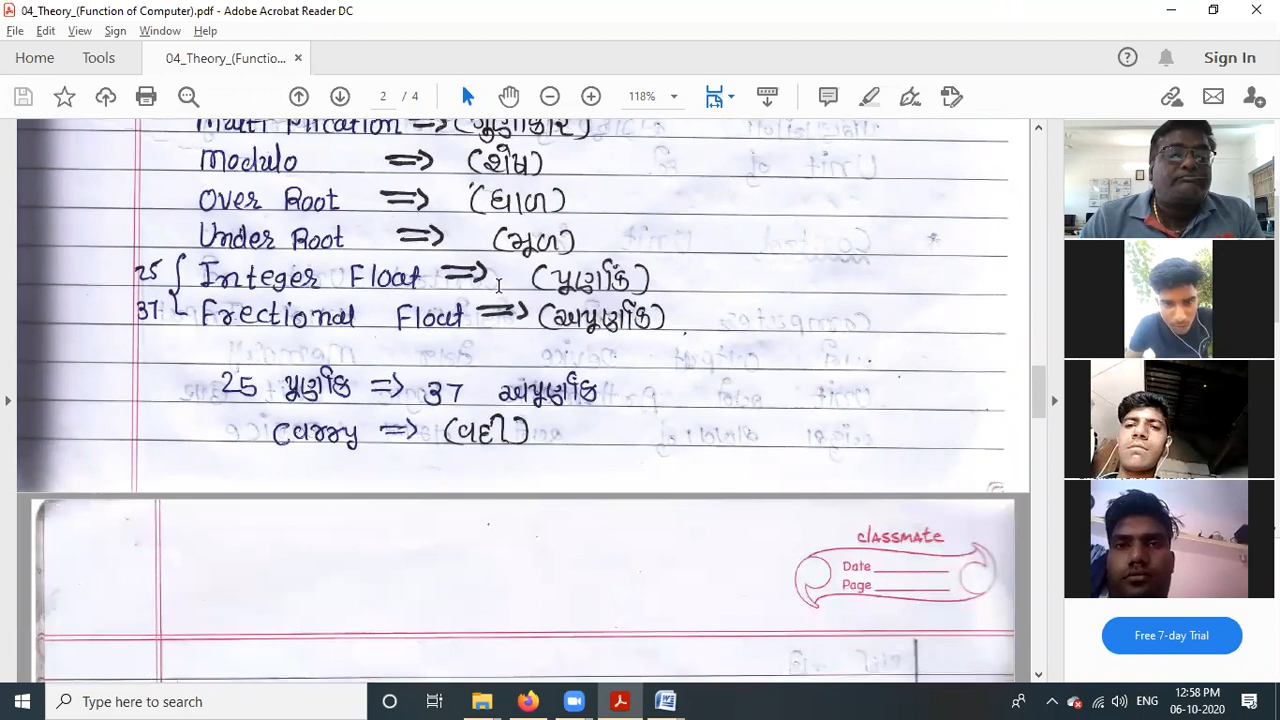 04_Theory_(Function of Computer).pdf - Adobe Acrobat Reader DC
File Edit View Sign Window Help
Home Tools 04_Theory_(Functio... × Sign In
2 / 4 118%
Multi Plication => (ગુણાકાર)
Modulo => (શેષ)
Over Root => (ઘાળ)
Under Root => (મૂળ)
25 { Integer Float => (પૂર્ણાંક)
37 Frectional Float => (અપૂર્ણાંક)
25 પૂર્ણાંક => 37 અપૂર્ણાંક
Carry => (વદી)
classmate
Date
Page
Free 7-day Trial
Type here to search
ENG 12:58 PM
06-10-2020